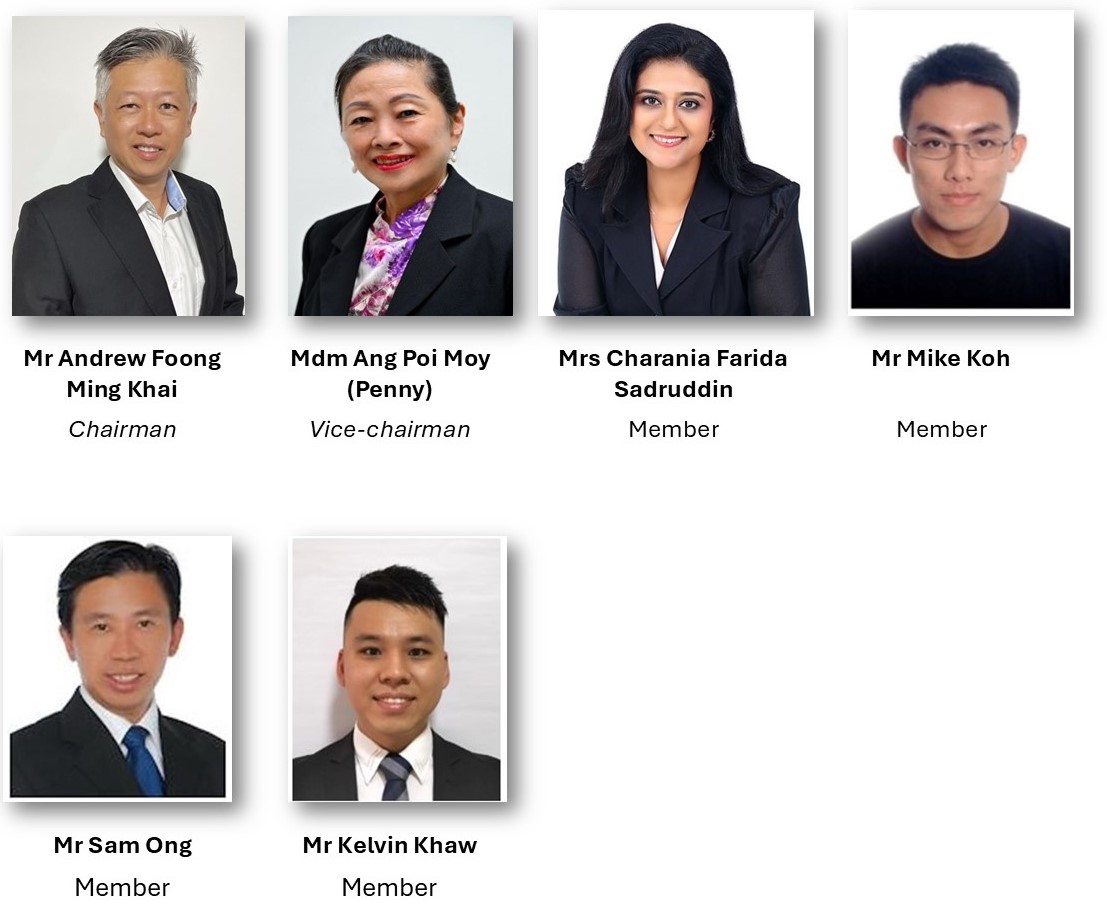 Mr Andrew Foong
Ming Khai
Chairman
Mdm Ang Poi Moy
(Penny)
Vice-chairman
Mrs Charania Farida
Sadruddin
Member
Mr Mike Koh
Member
Mr Sam Ong
Member
Mr Kelvin Khaw
Member